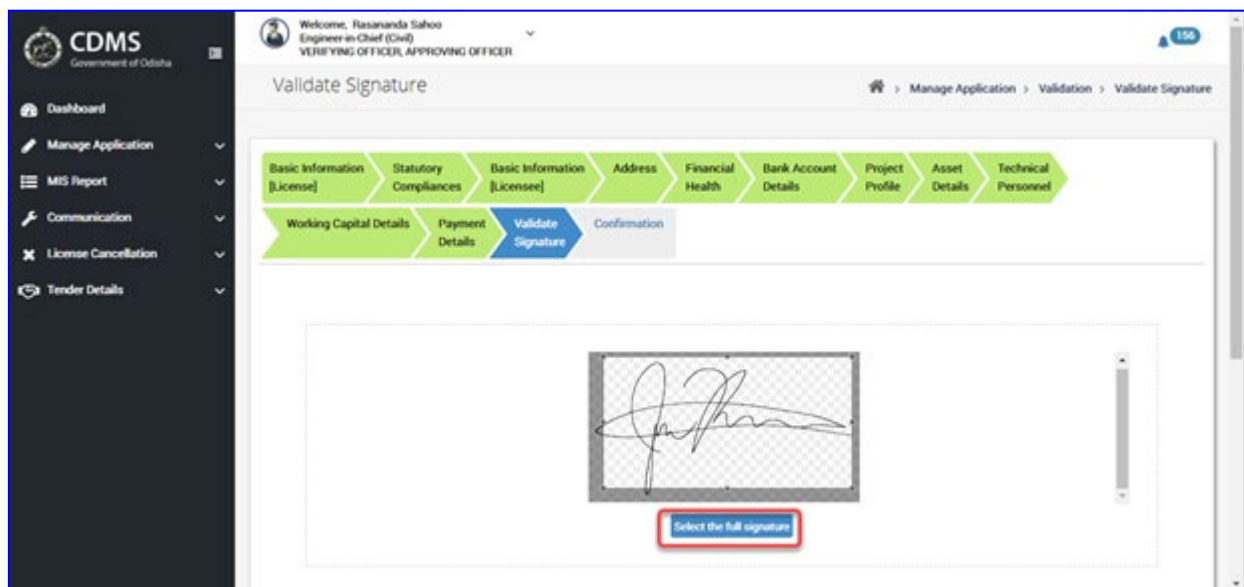 CDMS
Government of Odisha
Dashboard
Manage Application
MIS Report
Communication
License Cancellation
Tender Details
Welcome, Rasananda Sahoo
Engineer-in-Chief (Civil)
VERIFYING OFFICER, APPROVING OFFICER
156
Validate Signature
> Manage Application > Validation > Validate Signature
Basic Information
[License]
Statutory
Compliances
Basic Information
[Licensee]
Address
Financial
Health
Bank Account
Details
Project
Profile
Asset
Details
Technical
Personnel
Working Capital Details
Payment
Details
Validate
Signature
Confirmation
Select the full signature